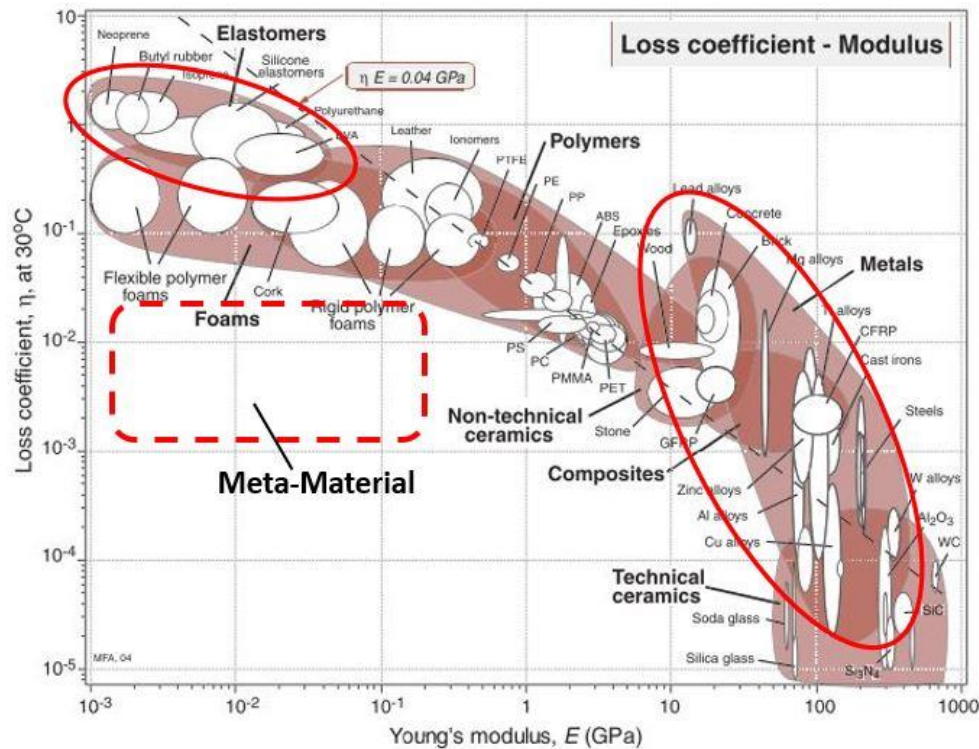 Loss coefficient - Modulus
10
1
10-1
10-2
10-3
10-4
10-5
Loss coefficient, η, at 30°C
Neoprene
Butyl rubber
Isoprene
Elastomers
Silicone
elastomers
η E = 0.04 GPa
Polyurethane
EVA
Leather
Ionomers
Polymers
PTFE
PE
PP
ABS
Epoxies
Wood
Lead alloys
Concrete
Brick
Mg alloys
Metals
CFRP
Cast irons
Steels
W alloys
Al2O3
WC
Flexible polymer
foams
Foams
Cork
Rigid polymer
foams
PS
PC
PMMA
PET
Non-technical
ceramics
Stone
GFRP
Composites
Zinc alloys
Al alloys
Cu alloys
Technical
ceramics
Soda glass
Silica glass
SiC
Si3N4
Meta-Material
MFA, 04
10-3
10-2
10-1
1
10
100
1000
Young's modulus, E (GPa)